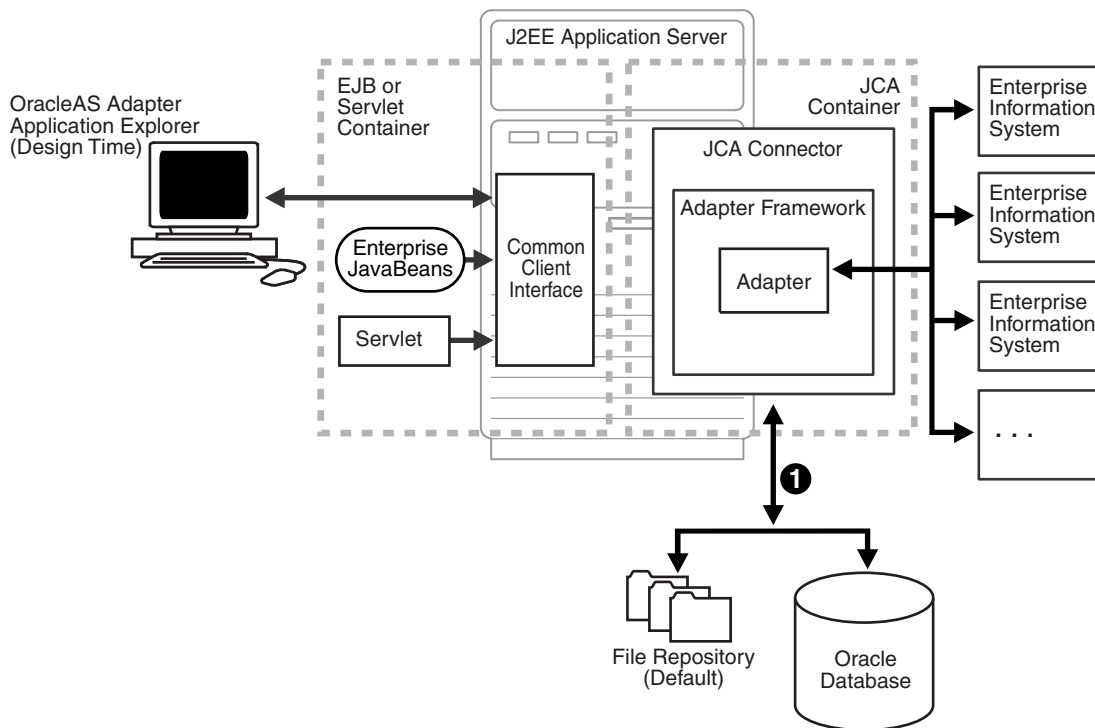 J2EE Application Server
EJB or
Servlet
Container
JCA
Container
OracleAS Adapter
Application Explorer
(Design Time)
JCA Connector
Adapter Framework
Adapter
Common
Client
Interface
Enterprise
JavaBeans
Servlet
Enterprise
Information
System
Enterprise
Information
System
Enterprise
Information
System
. . .
1
File Repository
(Default)
Oracle
Database